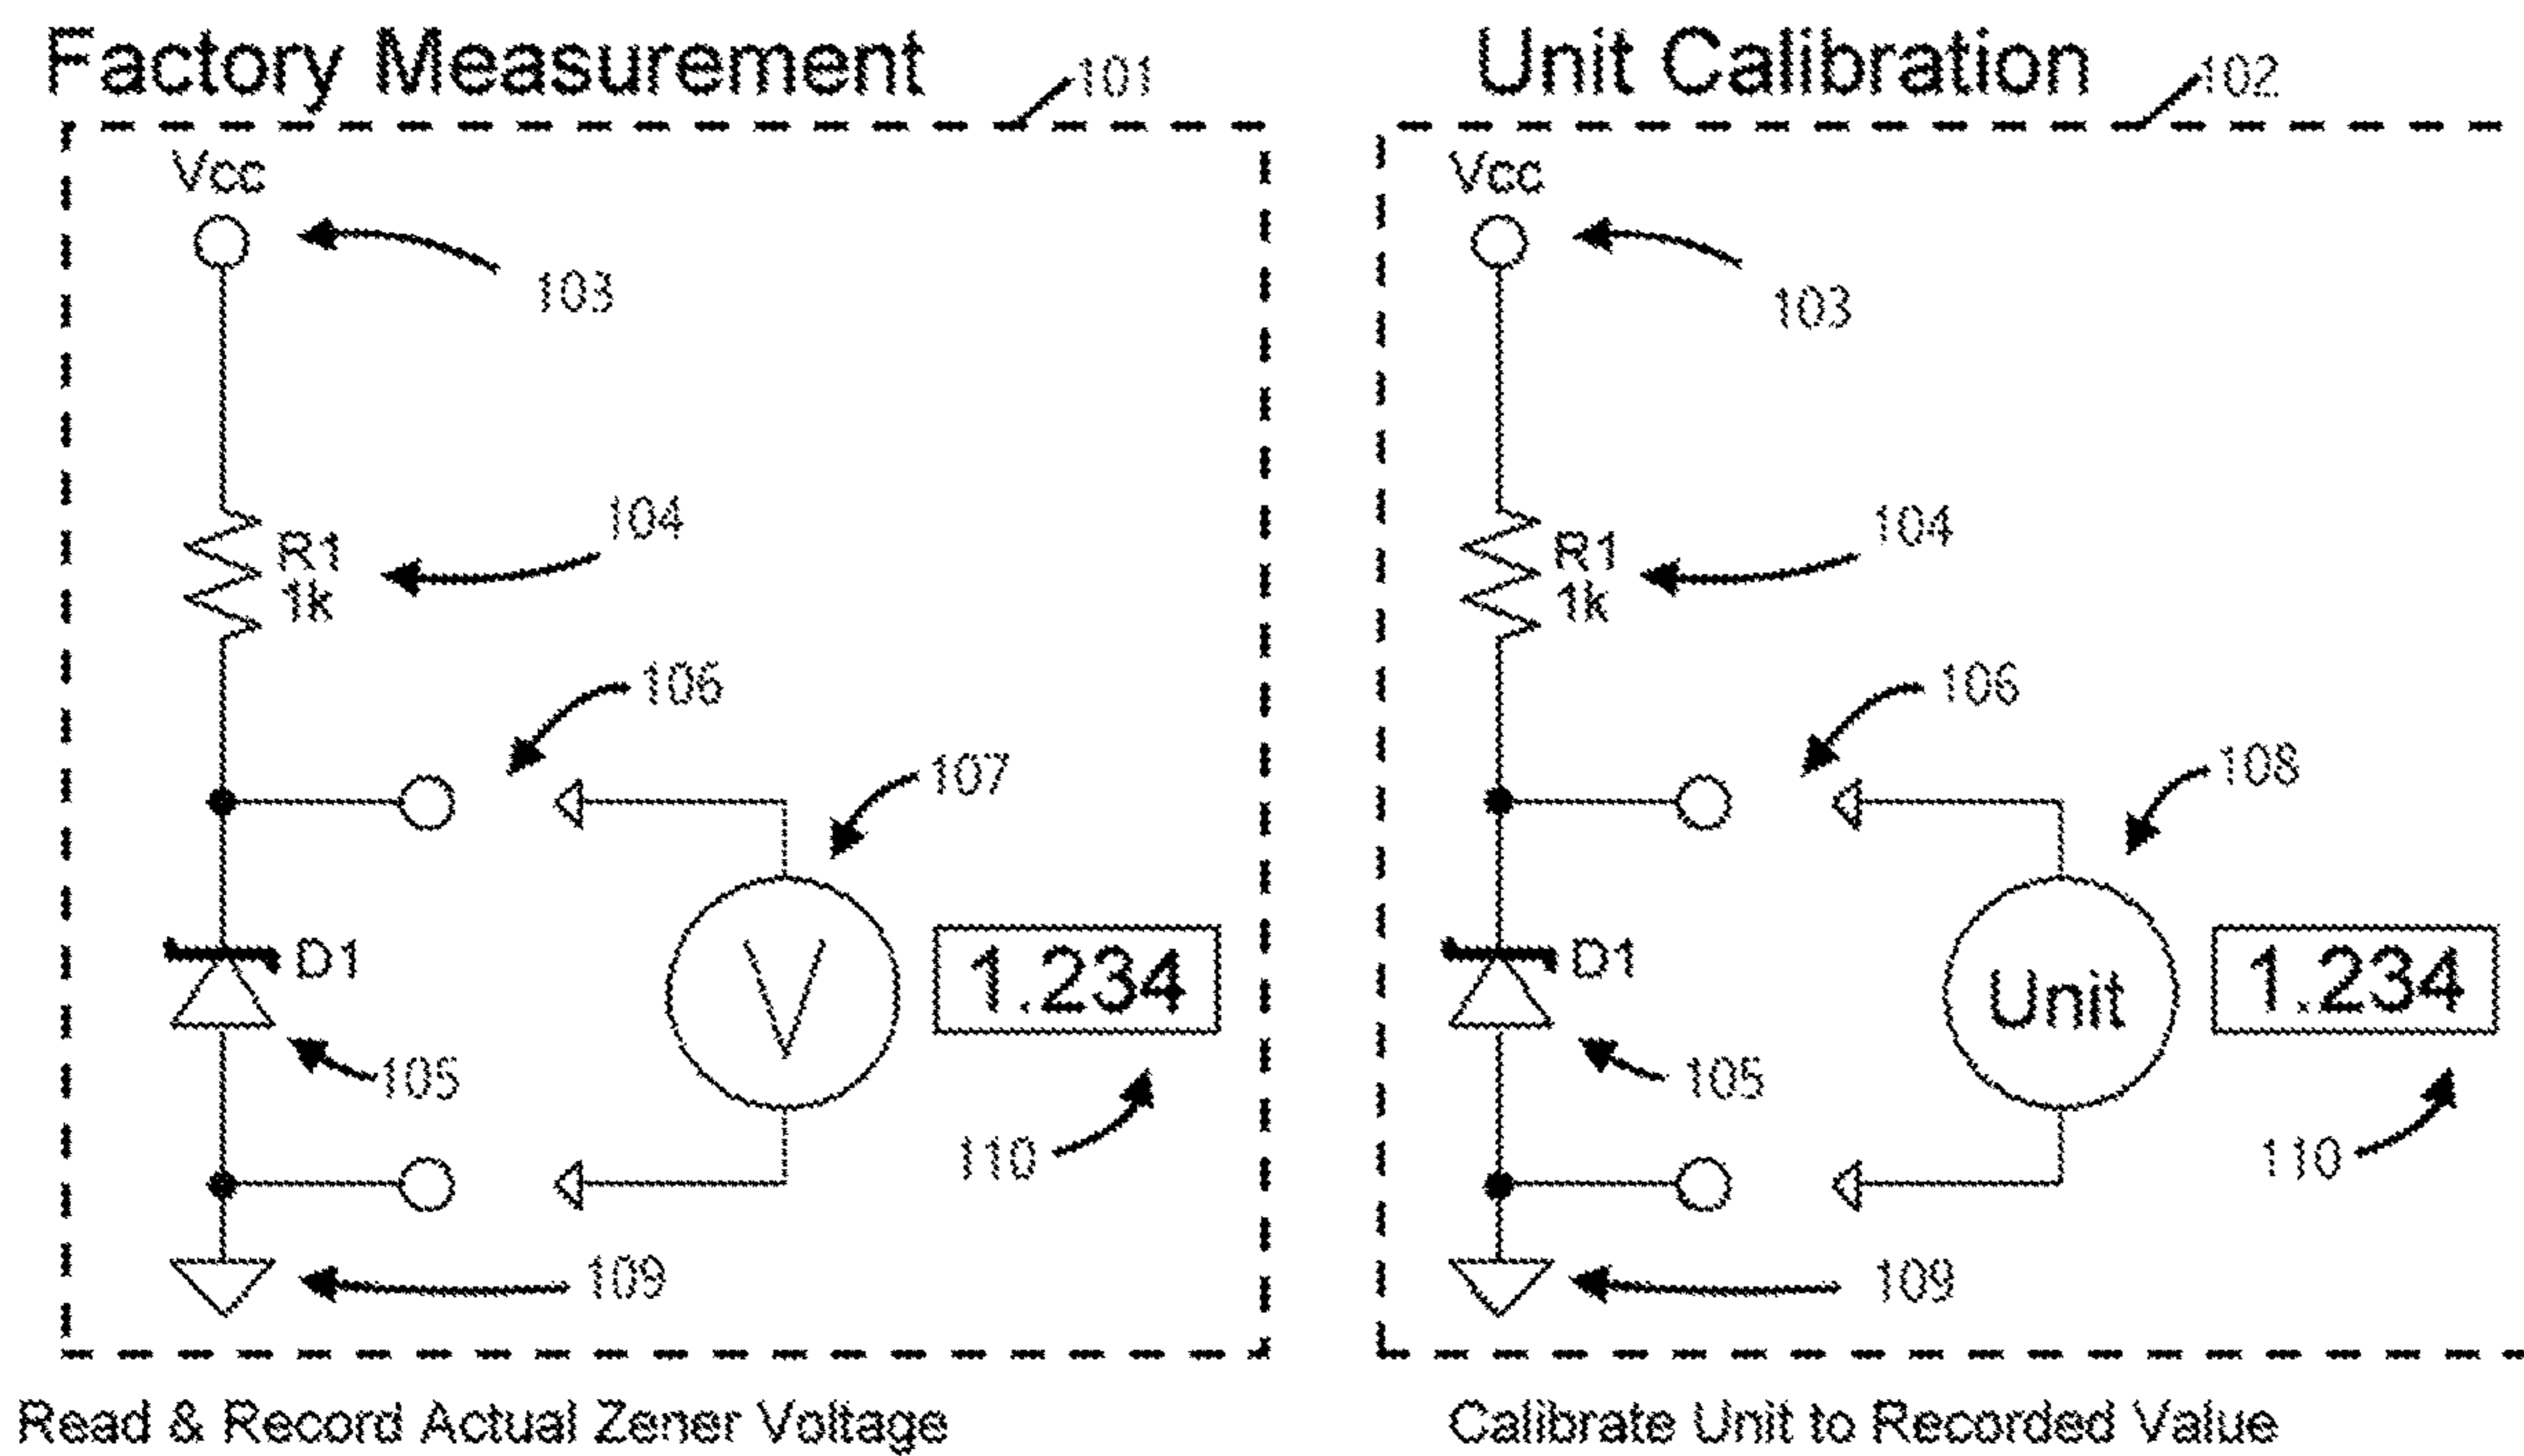 Factory Measurement
101
Vcc
103
104
R1
1k
106
107
D1
V
1.234
105
110
109
Read & Record Actual Zener Voltage
Unit Calibration
102
Vcc
103
104
R1
1k
106
108
D1
Unit
1.234
105
110
109
Calibrate Unit to Recorded Value